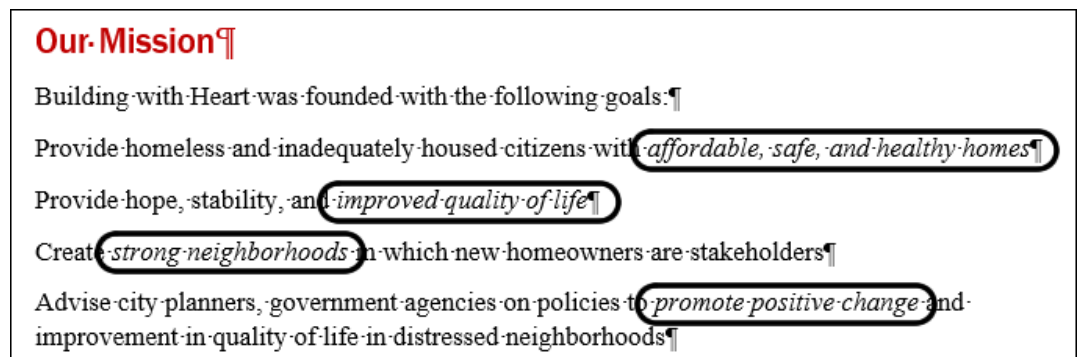 Our Mission¶
Building with Heart was founded with the following goals:¶
Provide homeless and inadequately housed citizens with affordable, safe, and healthy homes¶
Provide hope, stability, and improved quality of life¶
Create strong neighborhoods in which new homeowners are stakeholders¶
Advise city planners, government agencies on policies to promote positive change and
improvement in quality of life in distressed neighborhoods¶